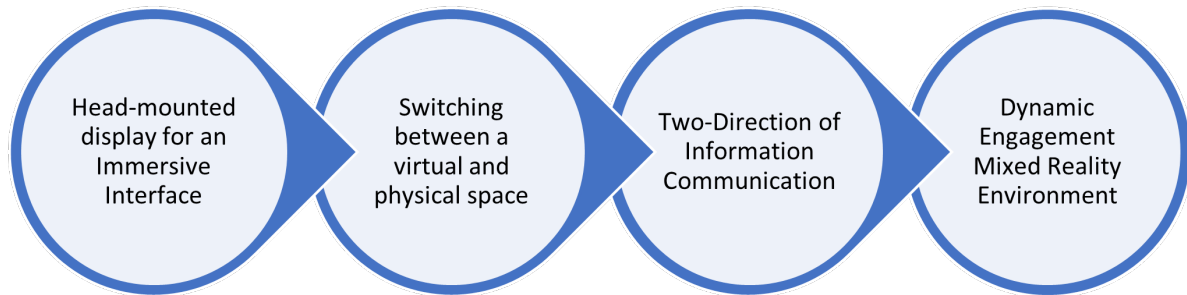 Head-mounted
display for an
Immersive
Interface
Switching
between a
virtual and
physical space
Two-Direction of
Information
Communication
Dynamic
Engagement
Mixed Reality
Environment